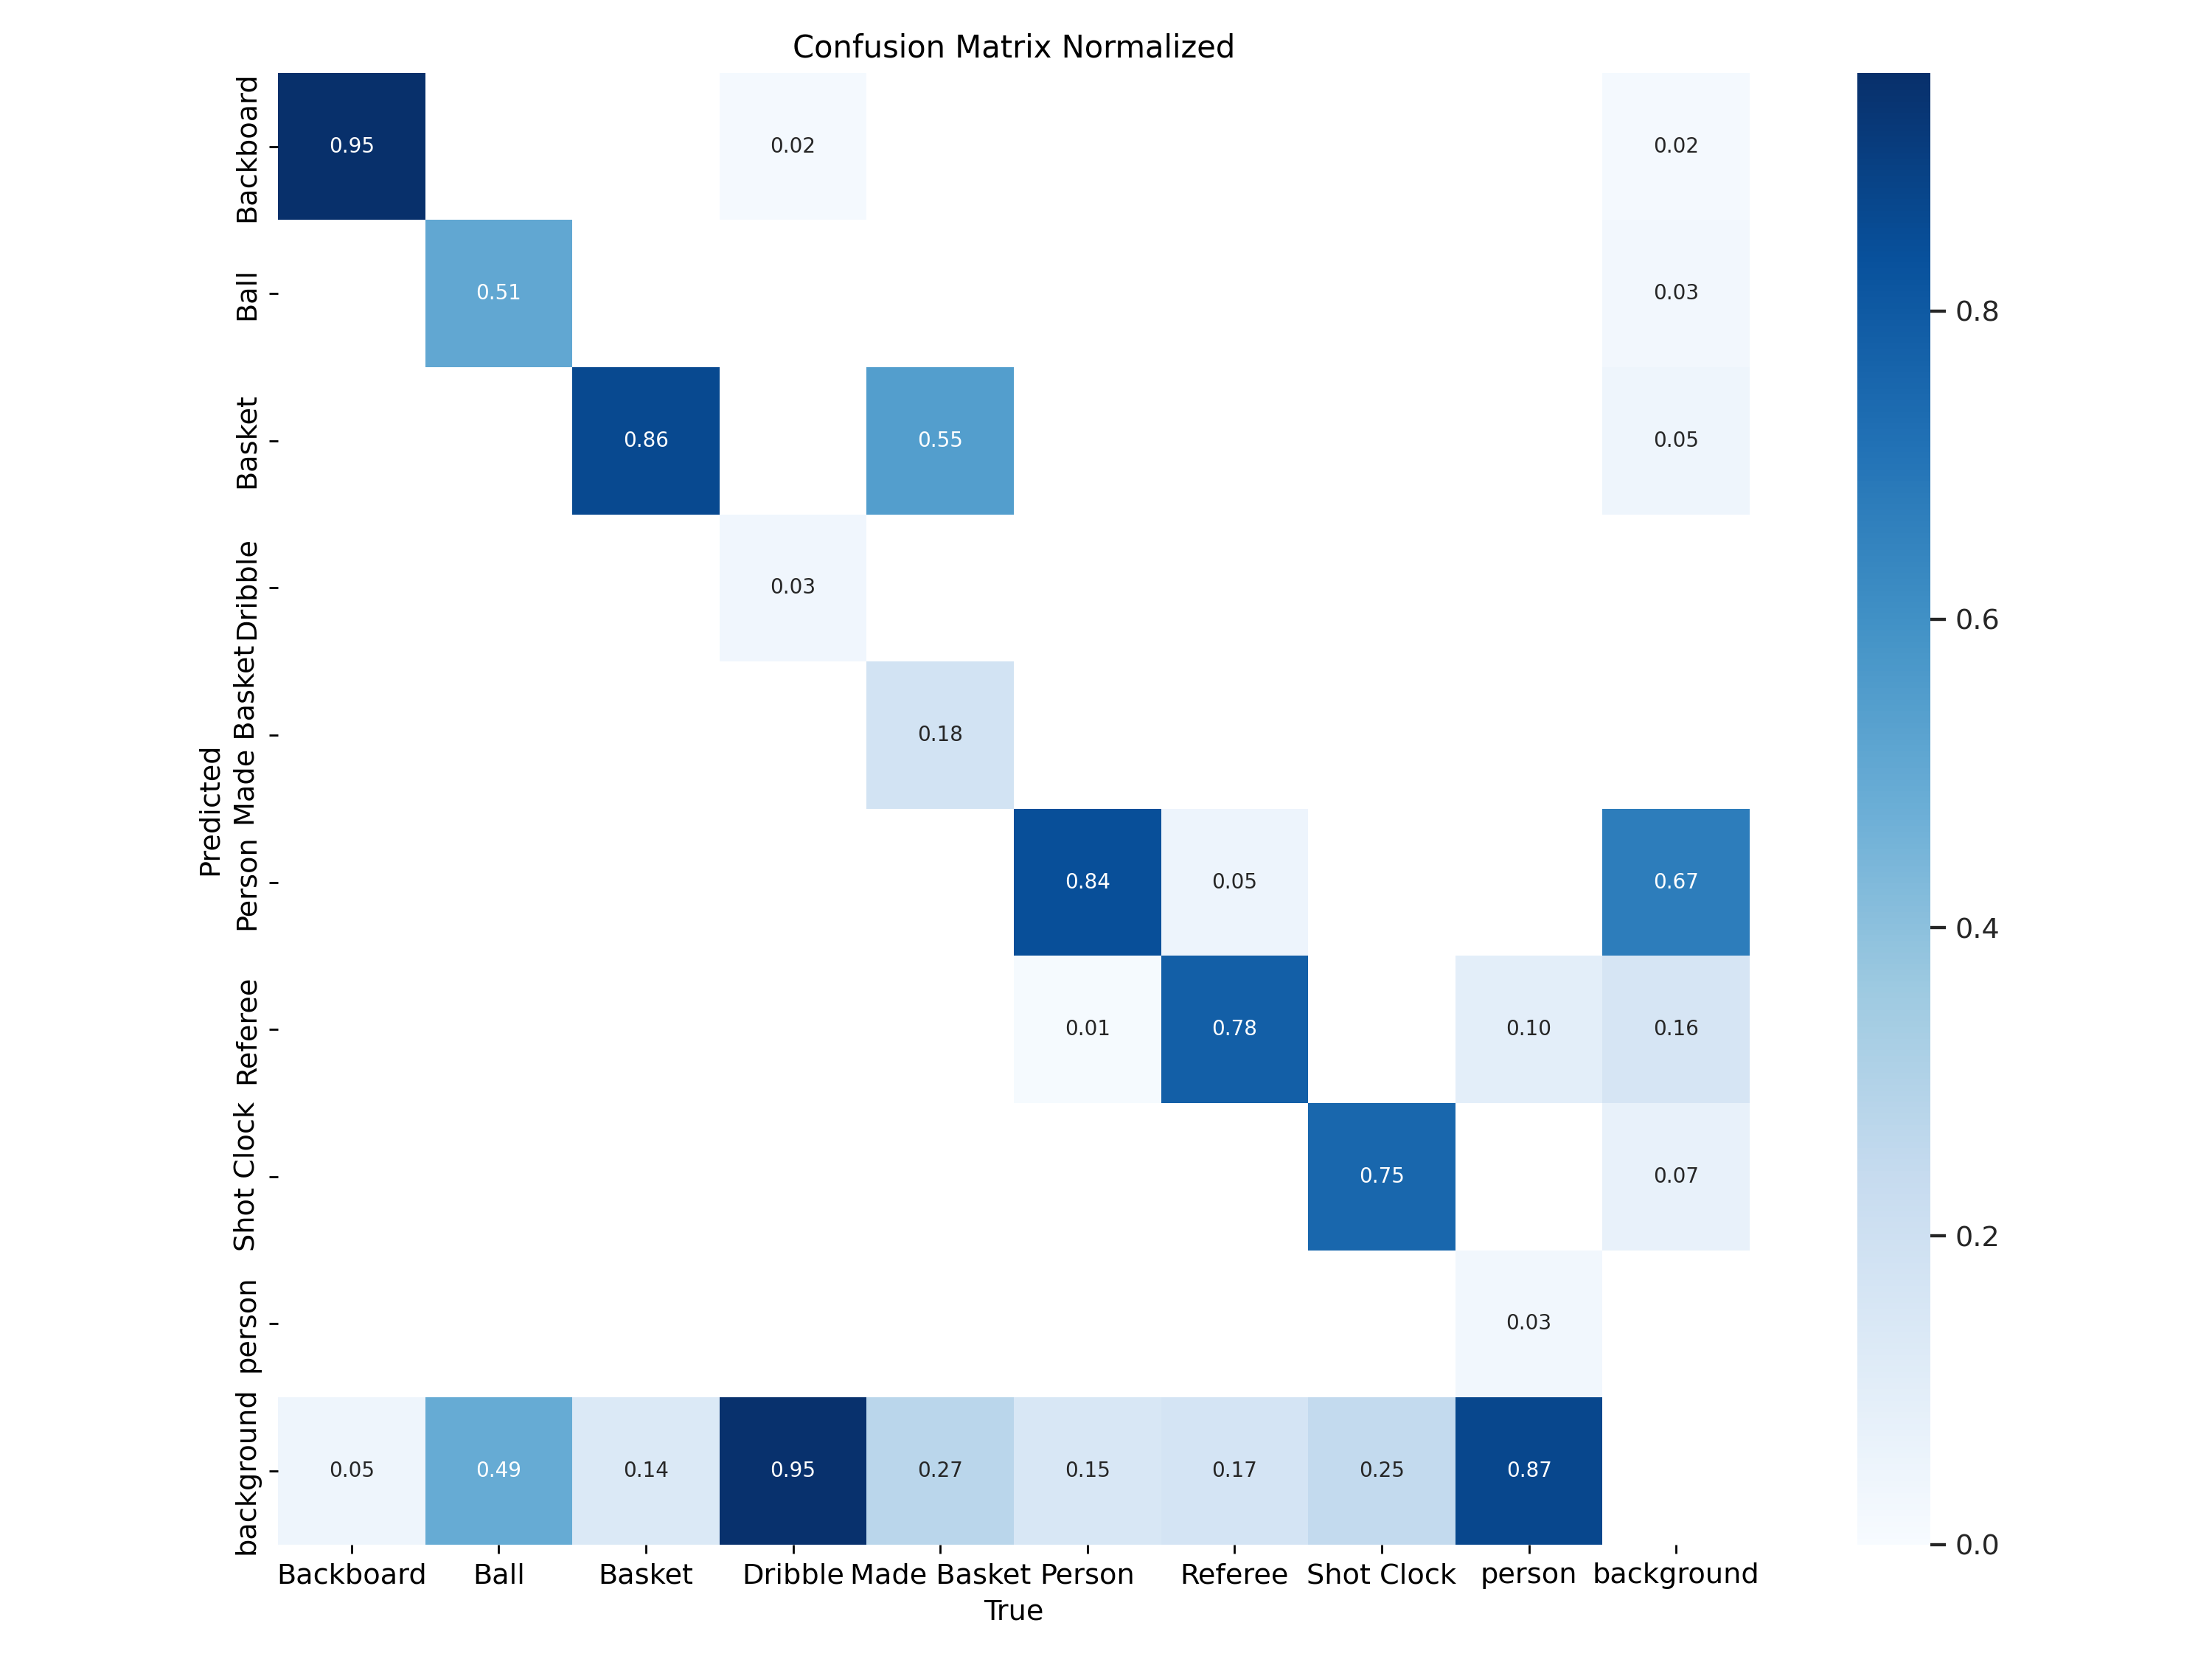 Confusion Matrix Normalized
Backboard
0.95
0.02
0.02
Ball
0.51
0.03
0.8
Basket
0.86
0.55
0.05
Dribble
0.03
0.6
Made Basket
0.18
Predicted
Person
0.84
0.05
0.67
0.4
Referee
0.01
0.78
0.10
0.16
Shot Clock
0.75
0.07
0.2
person
0.03
background
0.05
0.49
0.14
0.95
0.27
0.15
0.17
0.25
0.87
0.0
Backboard Ball Basket Dribble Made Basket Person Referee Shot Clock person background
True